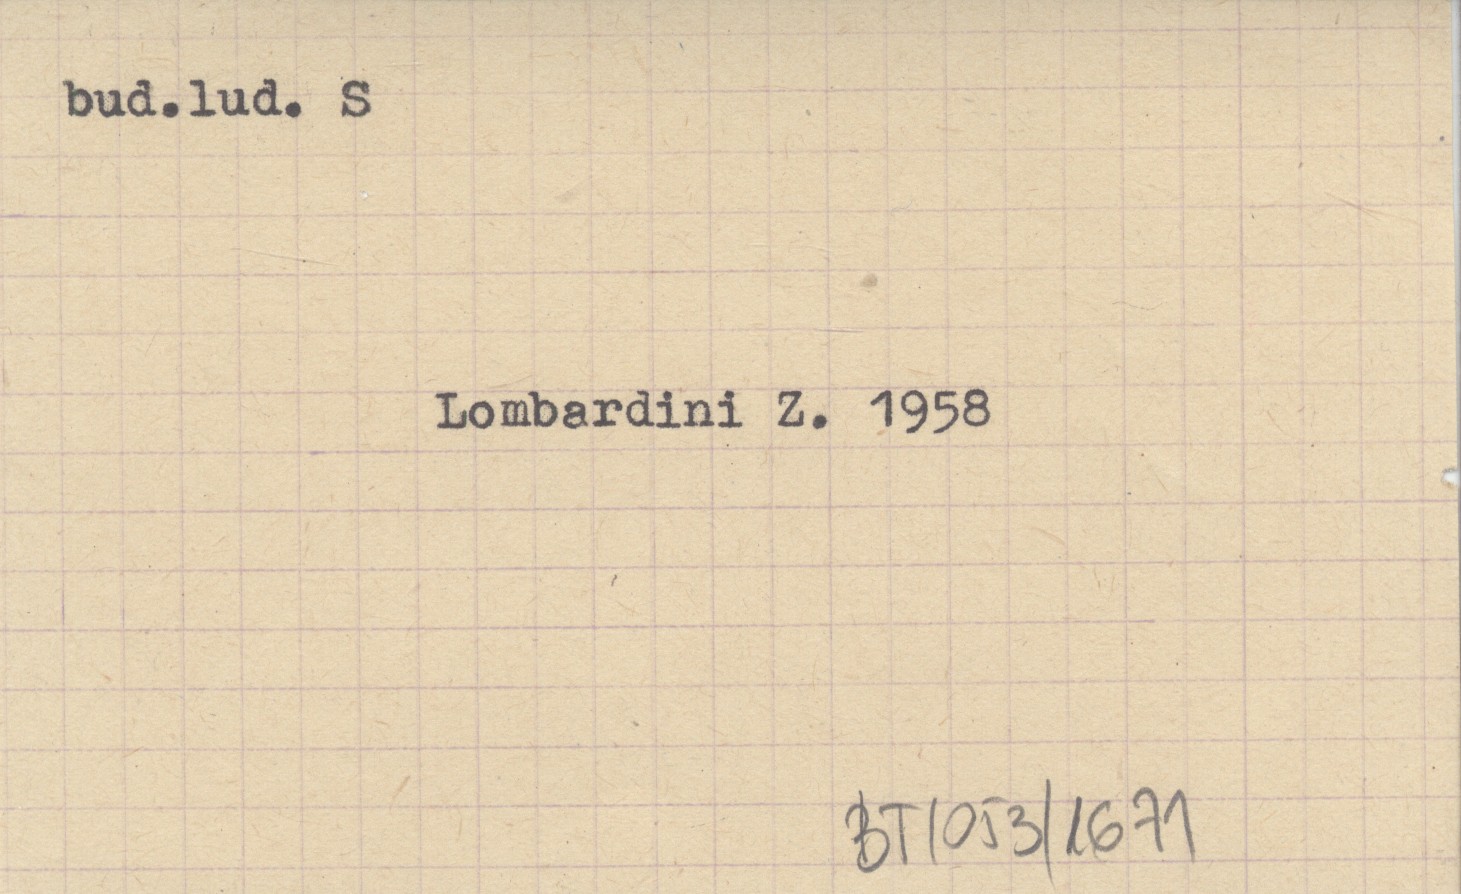 bud.lud. S
Lombardini Z. 1958
BT/053/1671